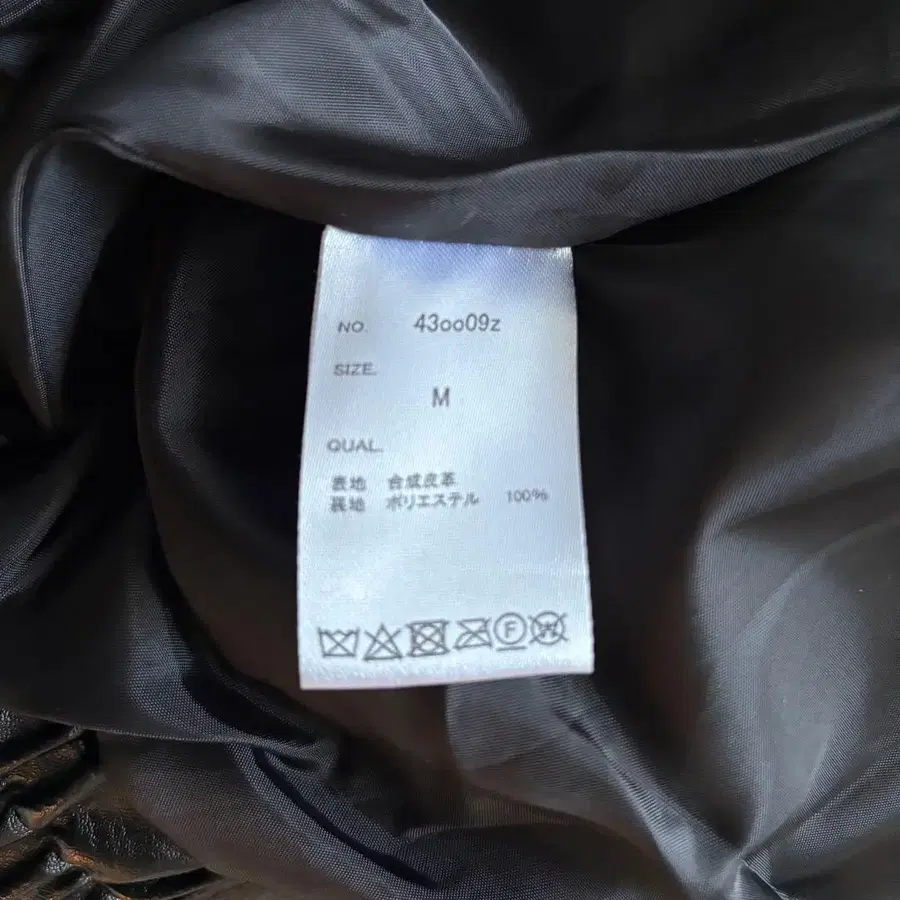 NO. 43oo09z
SIZE.
M
QUAL.
表地 合成皮革
裏地 ポリエステル 100%
F
W